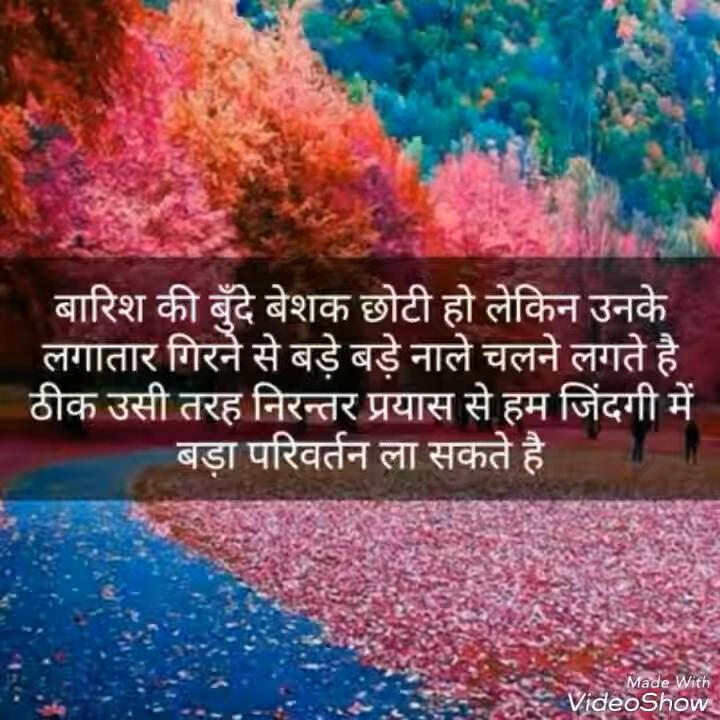 बारिश की बुँदे बेशक छोटी हो लेकिन उनके
लगातार गिरने से बड़े बड़े नाले चलने लगते है
ठीक उसी तरह निरन्तर प्रयास से हम जिंदगी में
बड़ा परिवर्तन ला सकते है
Made With
VideoShow